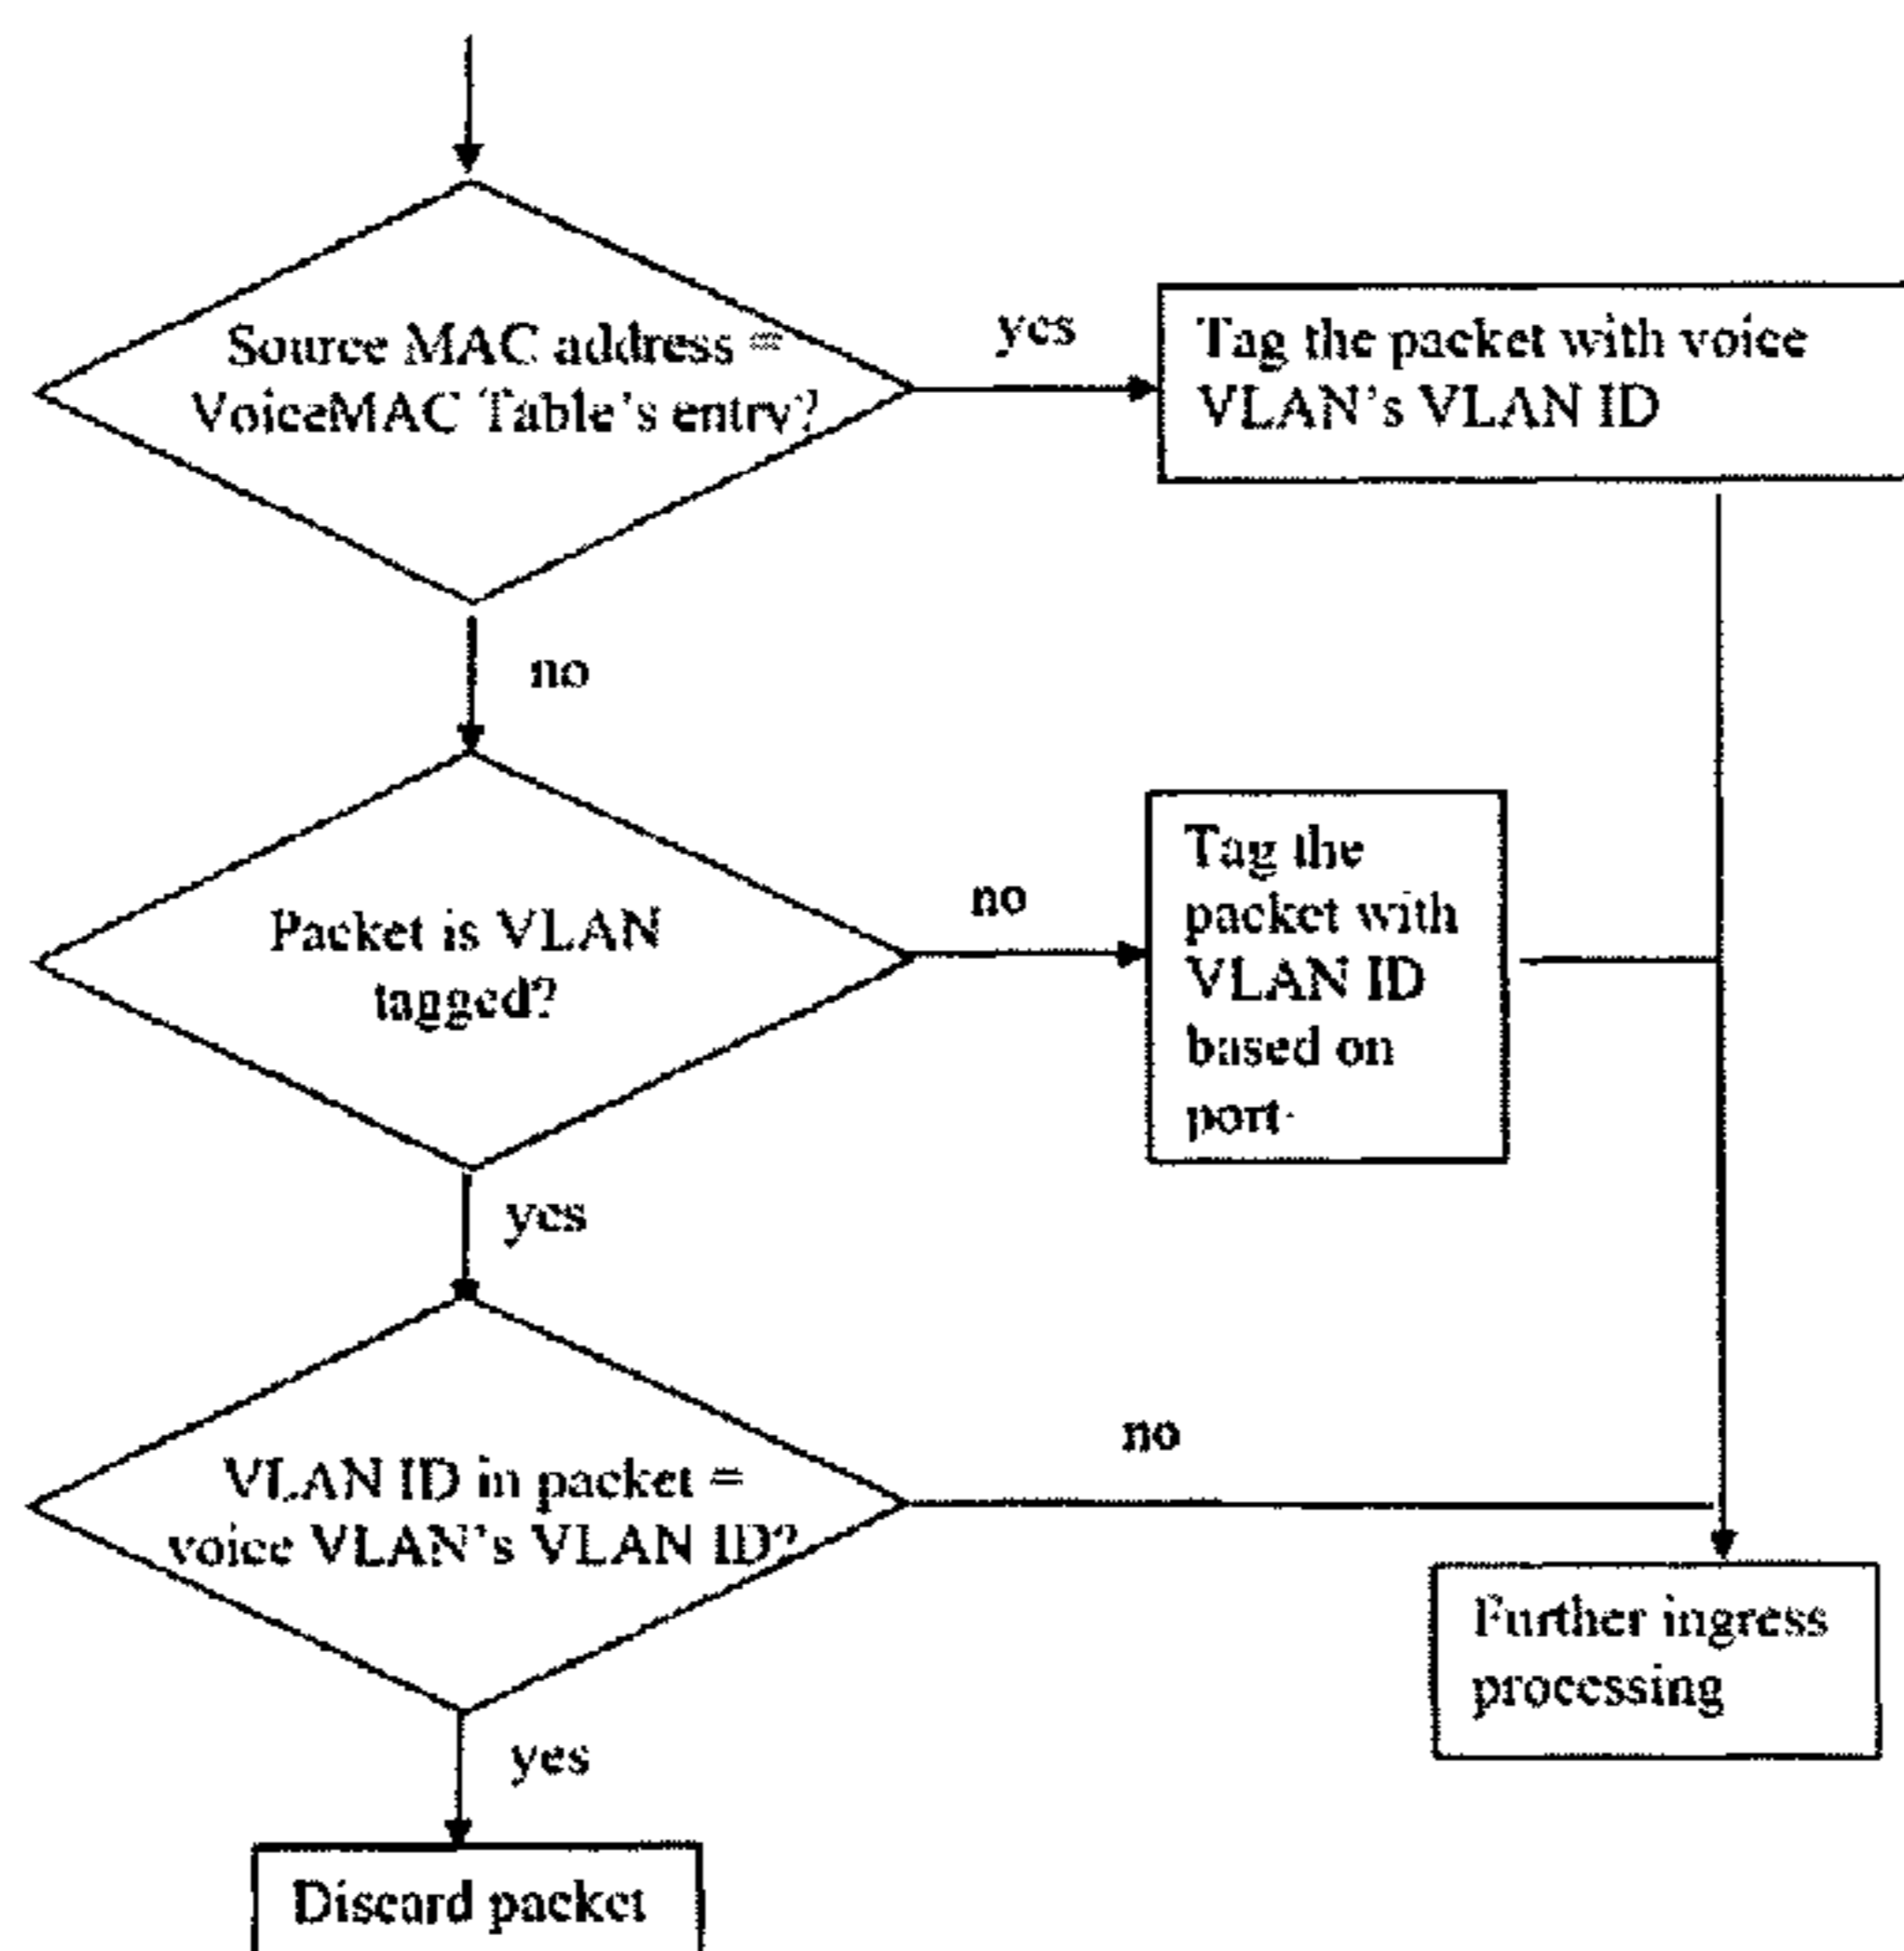 Source MAC address =
VoiceMAC Table's entry?
yes
Tag the packet with voice
VLAN's VLAN ID
no
Packet is VLAN
tagged?
no
Tag the
packet with
VLAN ID
based on
port
yes
VLAN ID in packet =
voice VLAN's VLAN ID?
no
Further ingress
processing
yes
Discard packet